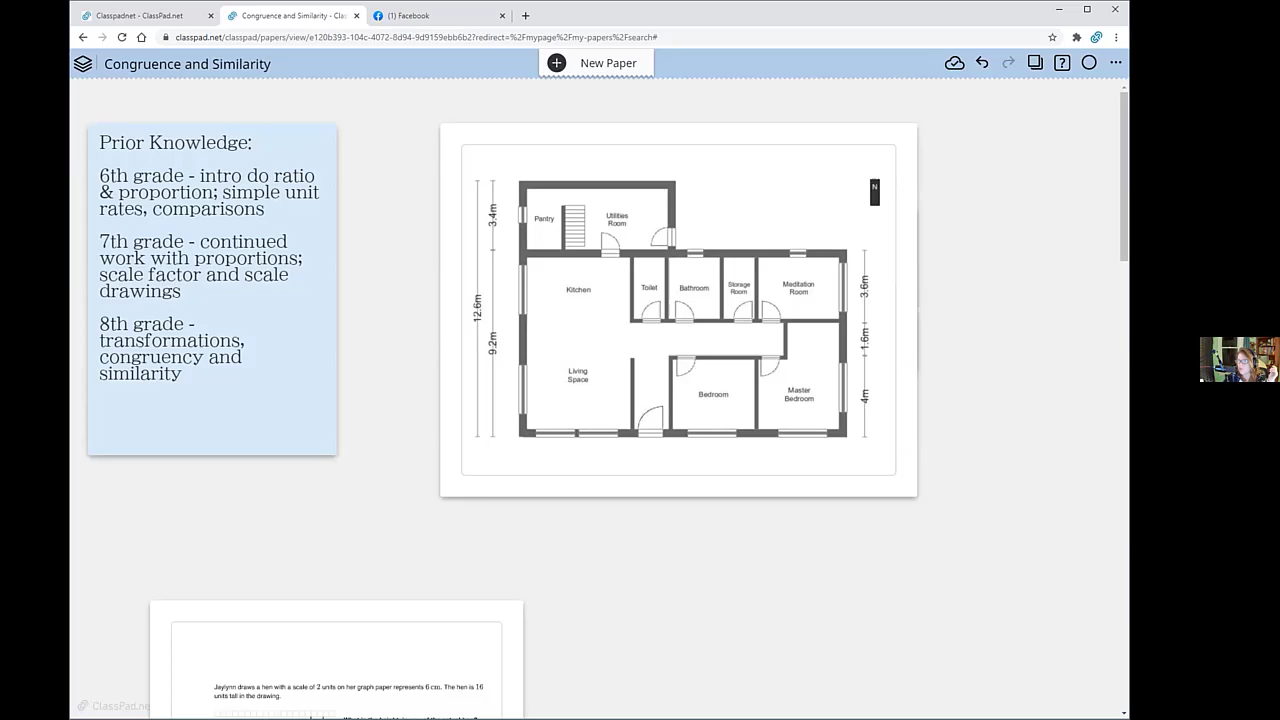 Classpadnet - ClassPad.net
Congruence and Similarity - Clas
(1) Facebook
classpad.net/classpad/papers/view/e120b393-104c-4072-8d94-9d9159ebb6b2?redirect=%2Fmypage%2Fmy-papers%2Fsearch#
Congruence and Similarity
New Paper
Prior Knowledge:
6th grade - intro do ratio
& proportion; simple unit
rates, comparisons
7th grade - continued
work with proportions;
scale factor and scale
drawings
8th grade -
transformations,
congruency and
similarity
N
3.4m
Pantry
Utilities
Room
12.6m
9.2m
Kitchen
Toilet
Bathroom
Storage
Room
Meditation
Room
3.6m
1.6m
Living
Space
Bedroom
Master
Bedroom
4m
Jaylynn draws a hen with a scale of 2 units on her graph paper represents 6 cm. The hen is 16
units tall in the drawing.
ClassPad.ne